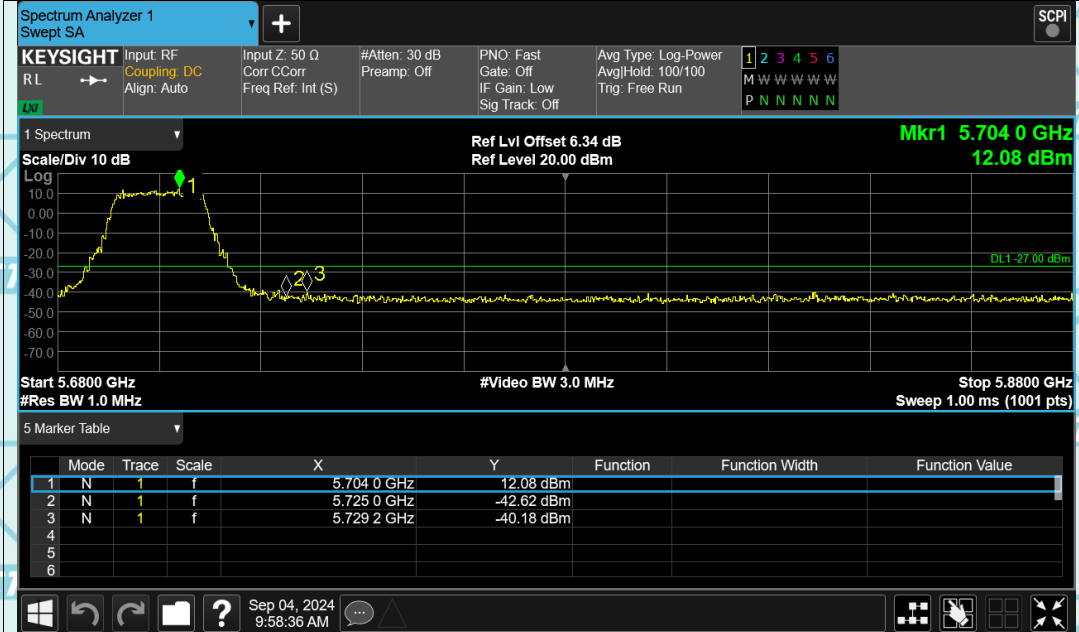 Spectrum Analyzer 1
Swept SA
+
SCPI
KEYSIGHT
R L
LXI
Input: RF
Coupling: DC
Align: Auto
Input Z: 50 Ω
Corr CCorr
Freq Ref: Int (S)
#Atten: 30 dB
Preamp: Off
PNO: Fast
Gate: Off
IF Gain: Low
Sig Track: Off
Avg Type: Log-Power
Avg|Hold: 100/100
Trig: Free Run
1 2 3 4 5 6
M W W W W W
P N N N N N
1 Spectrum
Scale/Div 10 dB
Ref Lvl Offset 6.34 dB
Ref Level 20.00 dBm
Mkr1 5.704 0 GHz
12.08 dBm
Log
10.0
0.00
-10.0
-20.0
-30.0
-40.0
-50.0
-60.0
-70.0
1
2
3
DL1 -27.00 dBm
Start 5.6800 GHz
#Video BW 3.0 MHz
Stop 5.8800 GHz
#Res BW 1.0 MHz
Sweep 1.00 ms (1001 pts)
5 Marker Table
Mode Trace Scale X Y Function Function Width Function Value
1 N 1 f 5.704 0 GHz 12.08 dBm
2 N 1 f 5.725 0 GHz -42.62 dBm
3 N 1 f 5.729 2 GHz -40.18 dBm
4
5
6
?
Sep 04, 2024
9:58:36 AM